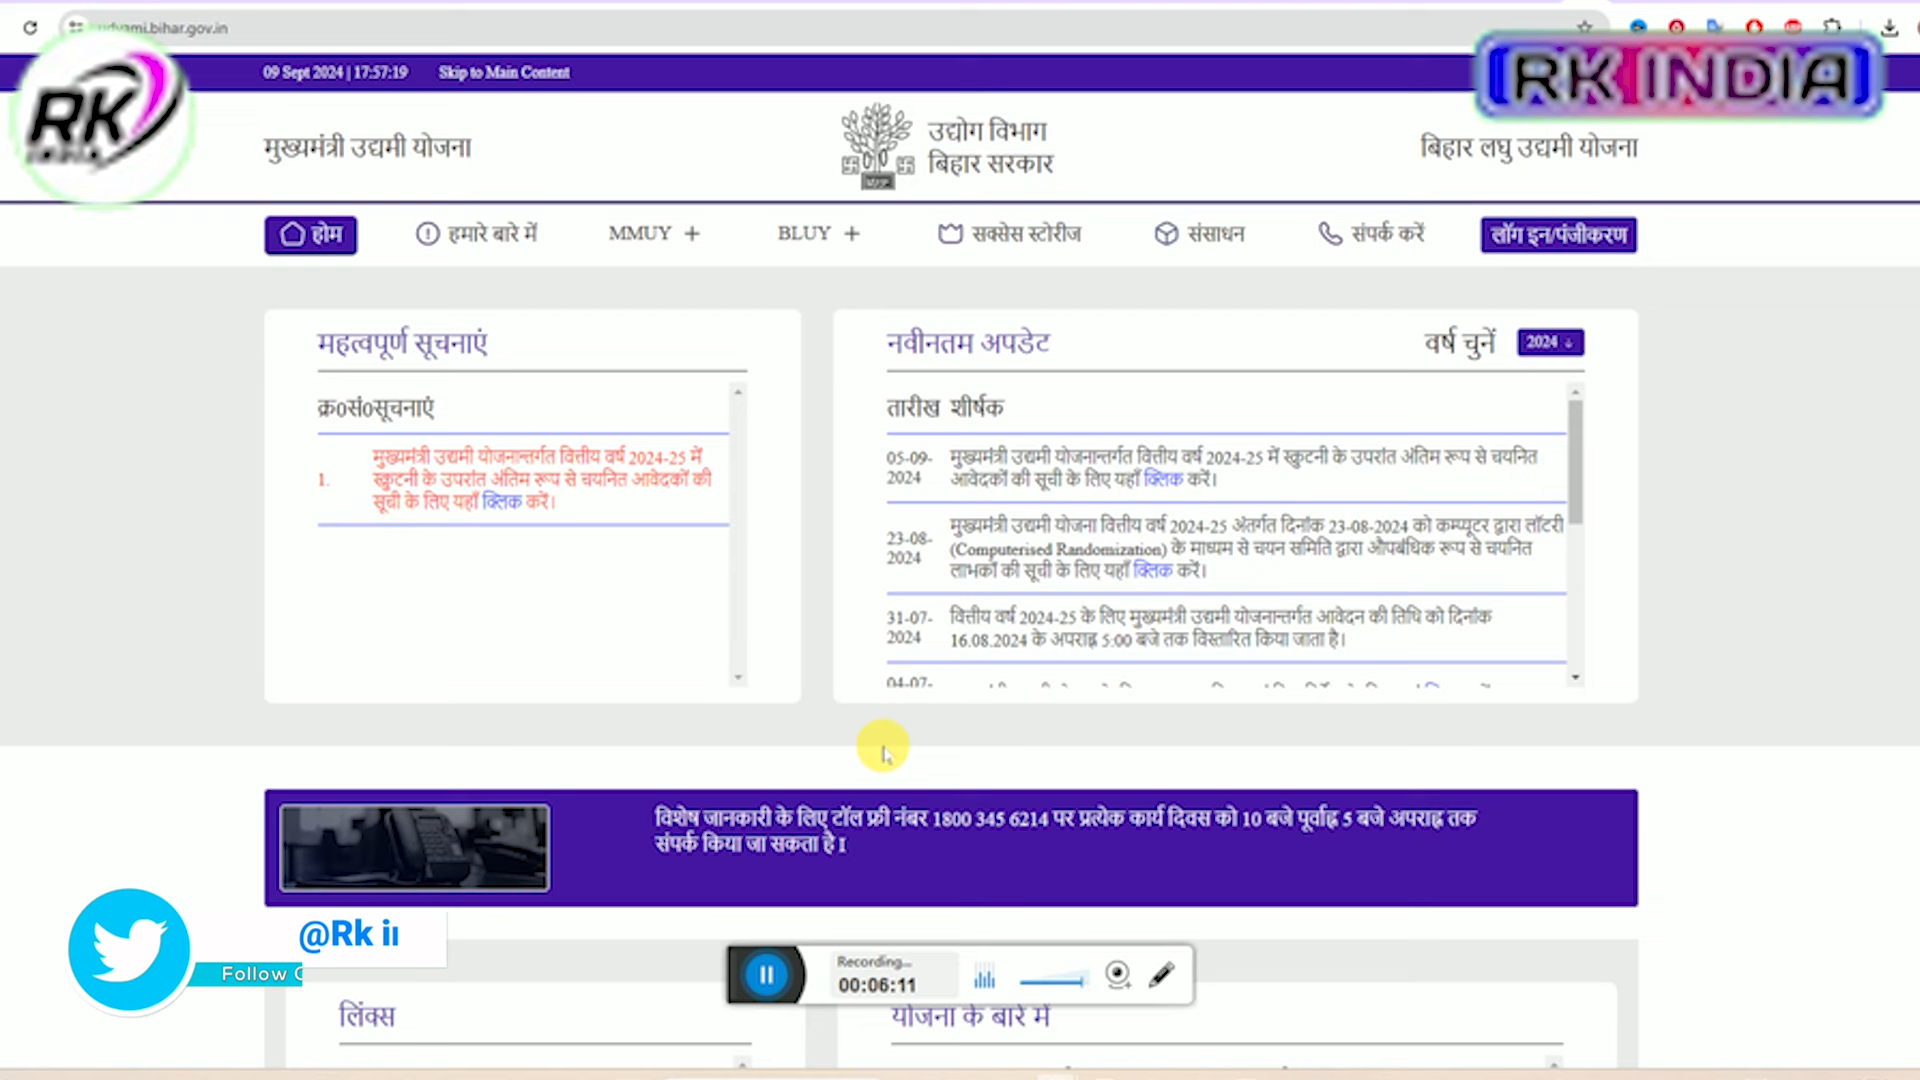 udyami.bihar.gov.in
RK INDIA
RK
INDIA
09 Sept 2024 | 17:57:19 Skip to Main Content
मुख्यमंत्री उद्यमी योजना
उद्योग विभाग
बिहार सरकार
बिहार लघु उद्यमी योजना
होम हमारे बारे में MMUY + BLUY + सक्सेस स्टोरीज संसाधन संपर्क करें लॉग इन/पंजीकरण
महत्वपूर्ण सूचनाएं
क्र0सं0सूचनाएं
1. मुख्यमंत्री उद्यमी योजनान्तर्गत वित्तीय वर्ष 2024-25 में
स्क्रुटनी के उपरांत अंतिम रूप से चयनित आवेदकों की
सूची के लिए यहाँ क्लिक करें।
नवीनतम अपडेट वर्ष चुनें 2024
तारीख शीर्षक
05-09-2024 मुख्यमंत्री उद्यमी योजनान्तर्गत वित्तीय वर्ष 2024-25 में स्क्रुटनी के उपरांत अंतिम रूप से चयनित
आवेदकों की सूची के लिए यहाँ क्लिक करें।
23-08-2024 मुख्यमंत्री उद्यमी योजना वित्तीय वर्ष 2024-25 अंतर्गत दिनांक 23-08-2024 को कम्प्यूटर द्वारा लॉटरी
(Computerised Randomization) के माध्यम से चयन समिति द्वारा औपबंधिक रूप से चयनित
लाभकों की सूची के लिए यहाँ क्लिक करें।
31-07-2024 वित्तीय वर्ष 2024-25 के लिए मुख्यमंत्री उद्यमी योजनान्तर्गत आवेदन की तिथि को दिनांक
16.08.2024 के अपराह्न 5:00 बजे तक विस्तारित किया जाता है।
04-07-
विशेष जानकारी के लिए टॉल फ्री नंबर 1800 345 6214 पर प्रत्येक कार्य दिवस को 10 बजे पूर्वाह्न 5 बजे अपराह्न तक
संपर्क किया जा सकता है I
@Rk
Follow
Recording...
00:06:11
लिंक्स
योजना के बारे में